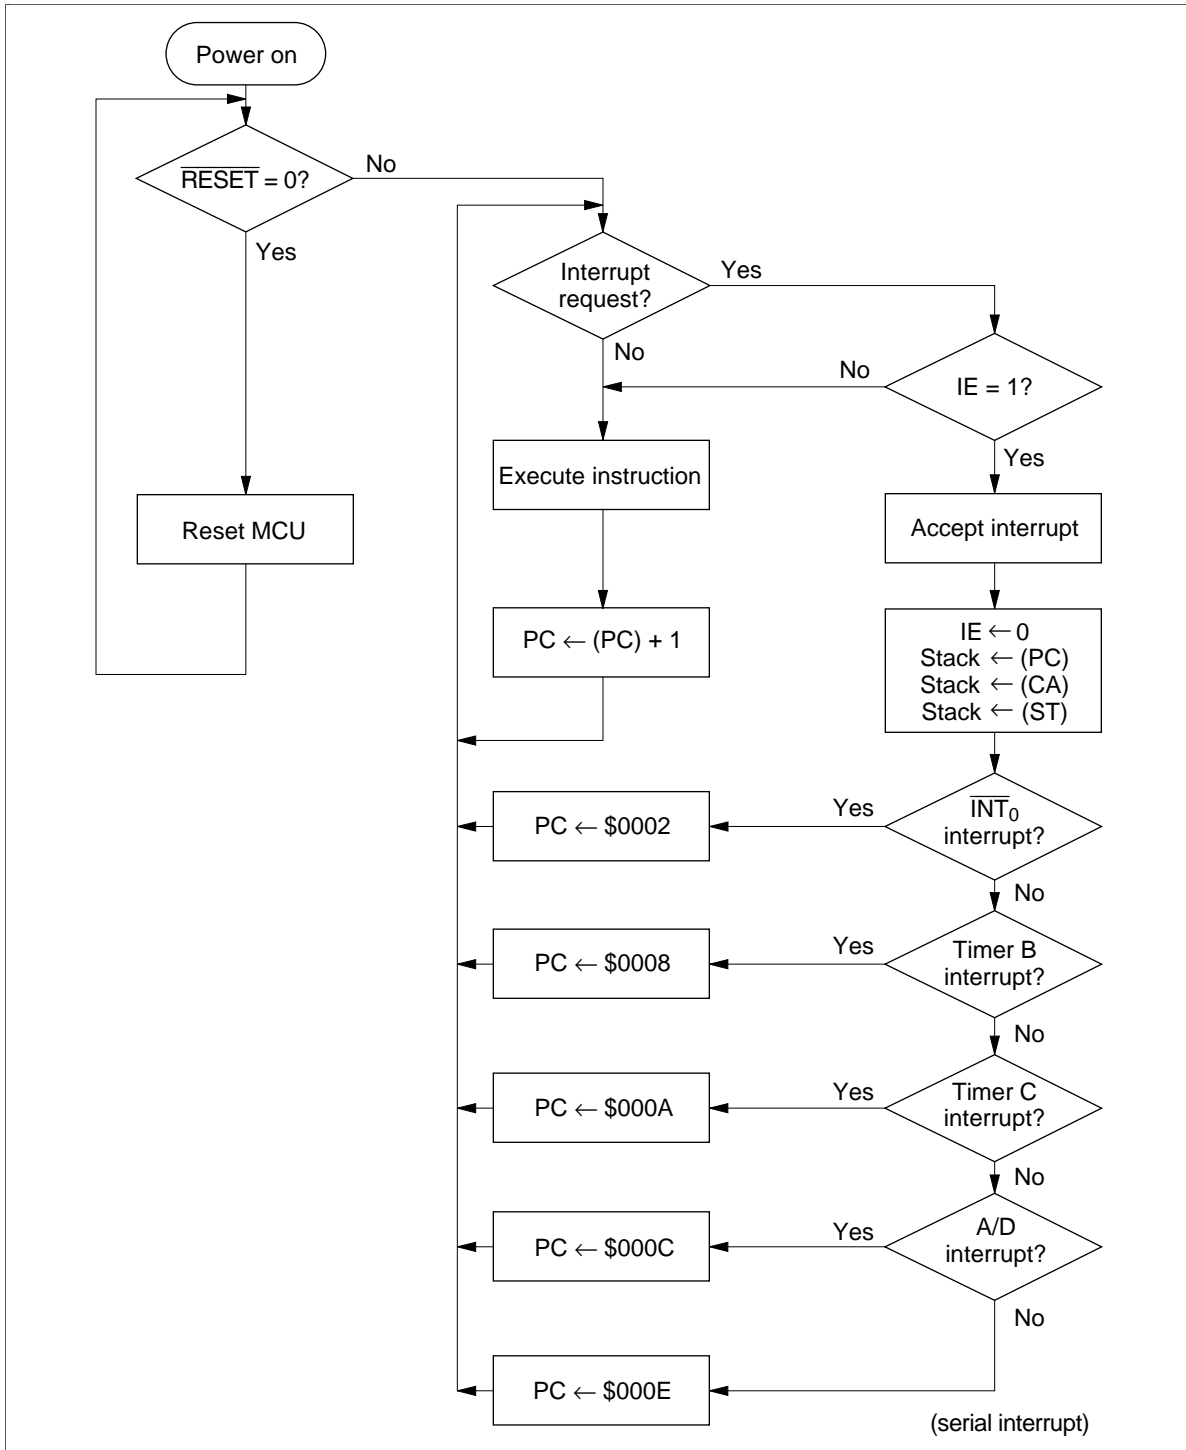 Power on
RESET = 0?
No
Yes
Interrupt
request?
Yes
No
IE = 1?
No
Yes
Execute instruction
Reset MCU
Accept interrupt
PC ← (PC) + 1
IE ← 0
Stack ← (PC)
Stack ← (CA)
Stack ← (ST)
INT0
interrupt?
Yes
PC ← $0002
No
Timer B
interrupt?
Yes
PC ← $0008
No
Timer C
interrupt?
Yes
PC ← $000A
No
A/D
interrupt?
Yes
PC ← $000C
No
PC ← $000E
(serial interrupt)